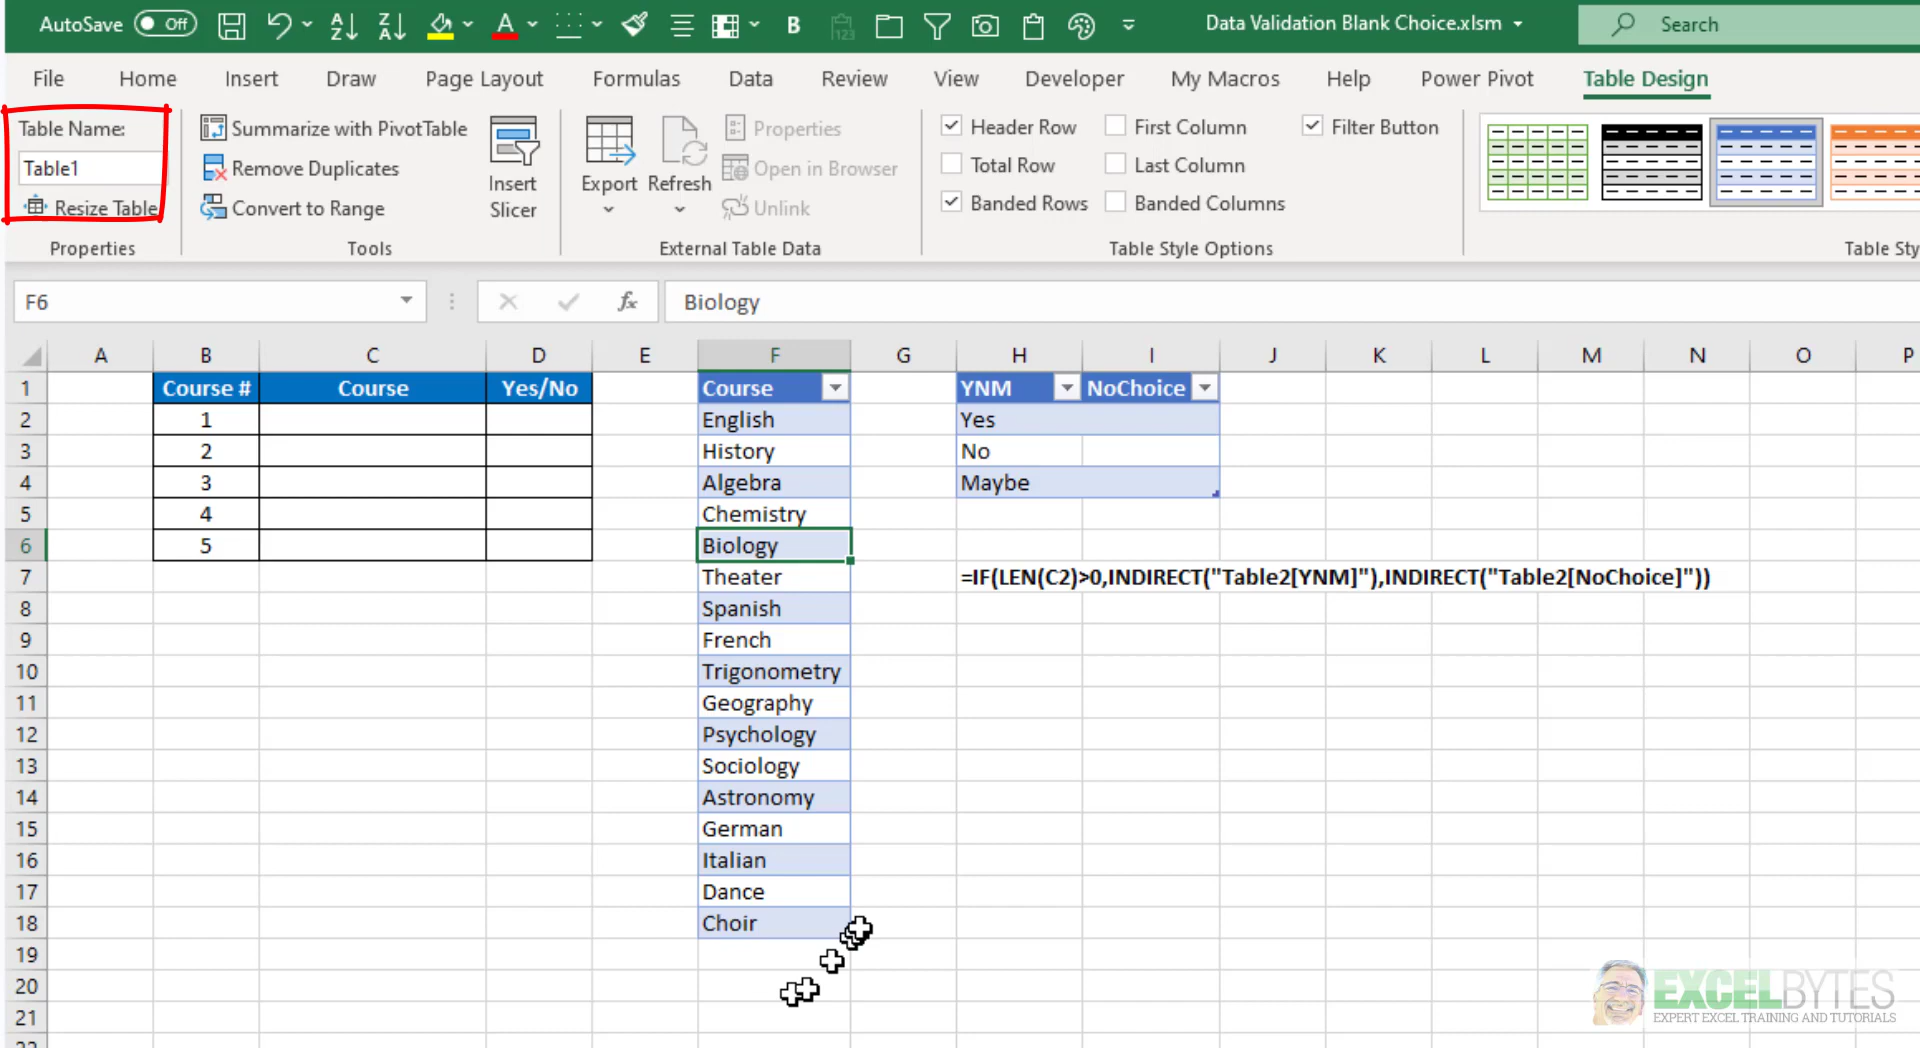 AutoSave Off Data Validation Blank Choice.xlsm Search
File Home Insert Draw Page Layout Formulas Data Review View Developer My Macros Help Power Pivot Table Design
Table Name:
Table1
Resize Table
Properties
Summarize with PivotTable
Remove Duplicates
Convert to Range
Tools
Insert
Slicer
Export Refresh
Properties
Open in Browser
Unlink
External Table Data
Header Row First Column Filter Button
Total Row Last Column
Banded Rows Banded Columns
Table Style Options
Table Sty
F6 fx Biology
A B C D E F G H I J K L M N O P
1 Course # Course Yes/No Course YNM NoChoice
2 1 English Yes
3 2 History No
4 3 Algebra Maybe
5 4 Chemistry
6 5 Biology
7 Theater =IF(LEN(C2)>0,INDIRECT("Table2[YNM]"),INDIRECT("Table2[NoChoice]"))
8 Spanish
9 French
10 Trigonometry
11 Geography
12 Psychology
13 Sociology
14 Astronomy
15 German
16 Italian
17 Dance
18 Choir
19
20
21
EXCELBYTES
EXPERT EXCEL TRAINING AND TUTORIALS